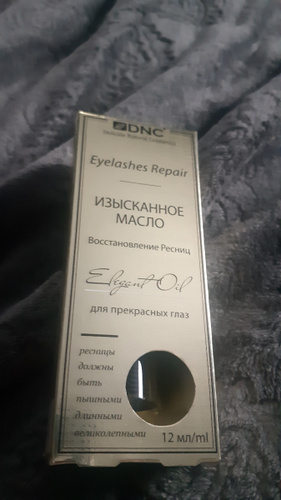 DNC
Eyelashes Repair
ИЗЫСКАННОЕ
МАСЛО
Восстановление Ресниц
Elegant Oil
для прекрасных глаз
ресницы
должны
быть
пышными
длинными
великолепными
12 мл/ml